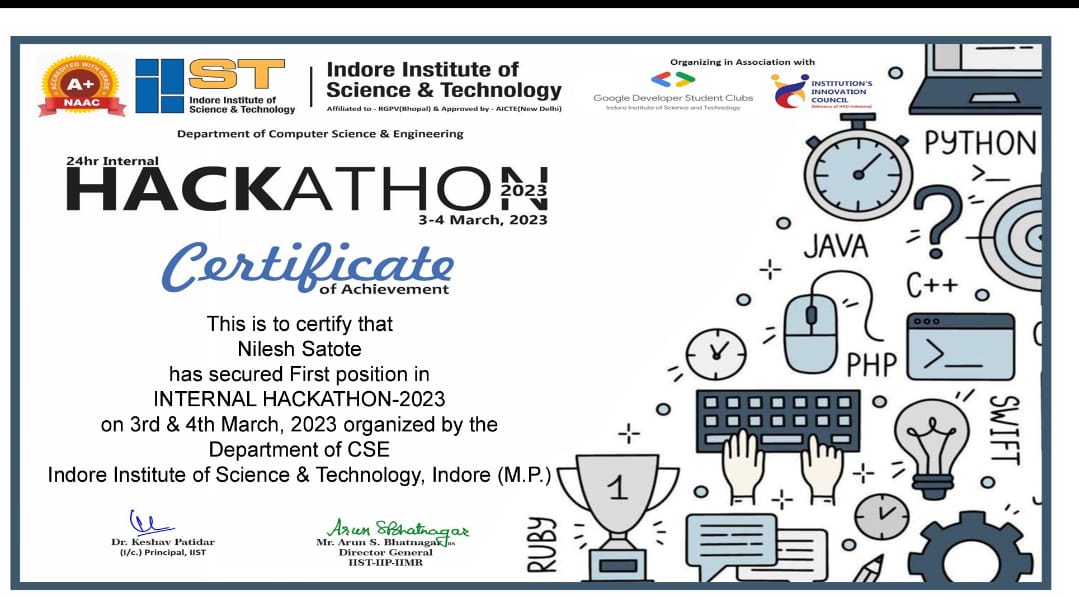 ACCREDITED WITH GRADE
A+
NAAC
IIST
Indore Institute of
Science & Technology
Indore Institute of
Science & Technology
Affiliated to - RGPV(Bhopal) & Approved by - AICTE(New Delhi)
Organizing in Association with
Google Developer Student Clubs
Indore Institute of Science and Technology
INSTITUTION'S
INNOVATION
COUNCIL
(Ministry of HRD Initiative)
Department of Computer Science & Engineering
24hr Internal
HACKATHON
2023
3-4 March, 2023
Certificate
of Achievement
This is to certify that
Nilesh Satote
has secured First position in
INTERNAL HACKATHON-2023
on 3rd & 4th March, 2023 organized by the
Department of CSE
Indore Institute of Science & Technology, Indore (M.P.)
Dr. Keshav Patidar
(I/c.) Principal, IIST
Arun SBhatnagar
Mr. Arun S. Bhatnagar,
Director General
IIST-IIP-IIMR
PYTHON
>_
JAVA
C++
PHP
>_
SWIFT
1
RUBY